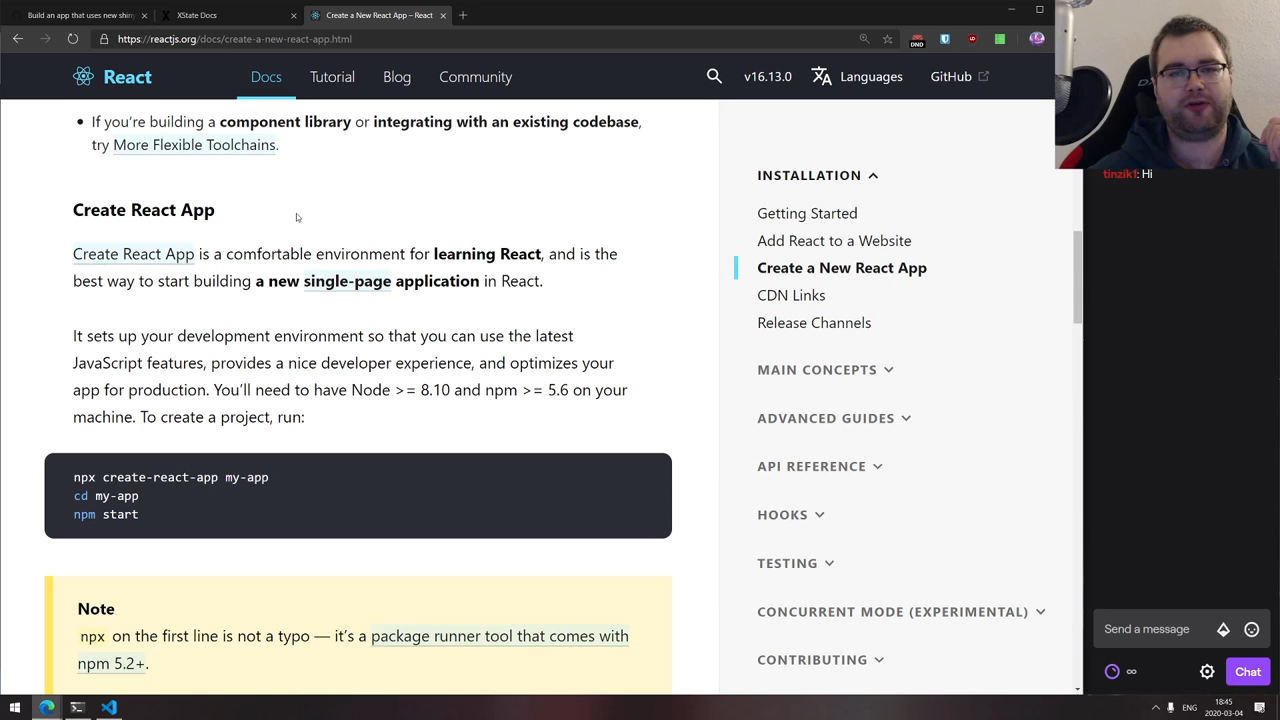 Build an app that uses new shin
XState Docs
Create a New React App – React
https://reactjs.org/docs/create-a-new-react-app.html
DND
React
Docs
Tutorial
Blog
Community
v16.13.0
Languages
GitHub
If you're building a component library or integrating with an existing codebase,
try More Flexible Toolchains.
Create React App
Create React App is a comfortable environment for learning React, and is the
best way to start building a new single-page application in React.
It sets up your development environment so that you can use the latest
JavaScript features, provides a nice developer experience, and optimizes your
app for production. You'll need to have Node >= 8.10 and npm >= 5.6 on your
machine. To create a project, run:
npx create-react-app my-app
cd my-app
npm start
Note
npx on the first line is not a typo — it's a package runner tool that comes with
npm 5.2+.
INSTALLATION
Getting Started
Add React to a Website
Create a New React App
CDN Links
Release Channels
MAIN CONCEPTS
ADVANCED GUIDES
API REFERENCE
HOOKS
TESTING
CONCURRENT MODE (EXPERIMENTAL)
CONTRIBUTING
tinzik1: Hi
Send a message
Chat
ENG
18:45
2020-03-04